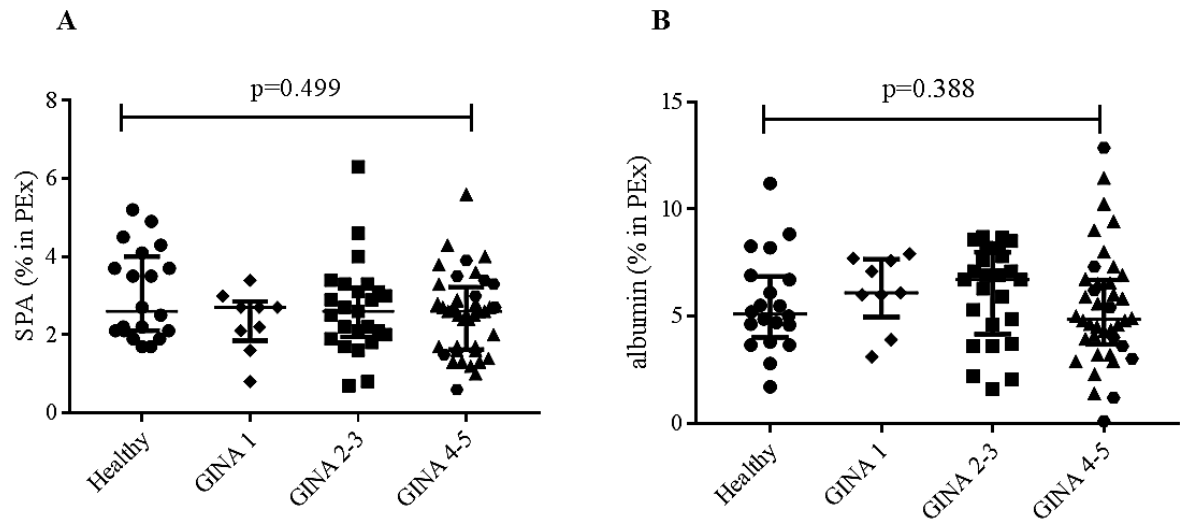 A
p=0.499
SPA (% in PEx)
8
6
4
2
0
Healthy
GINA 1
GINA 2-3
GINA 4-5
B
p=0.388
albumin (% in PEx)
15
10
5
0
Healthy
GINA 1
GINA 2-3
GINA 4-5